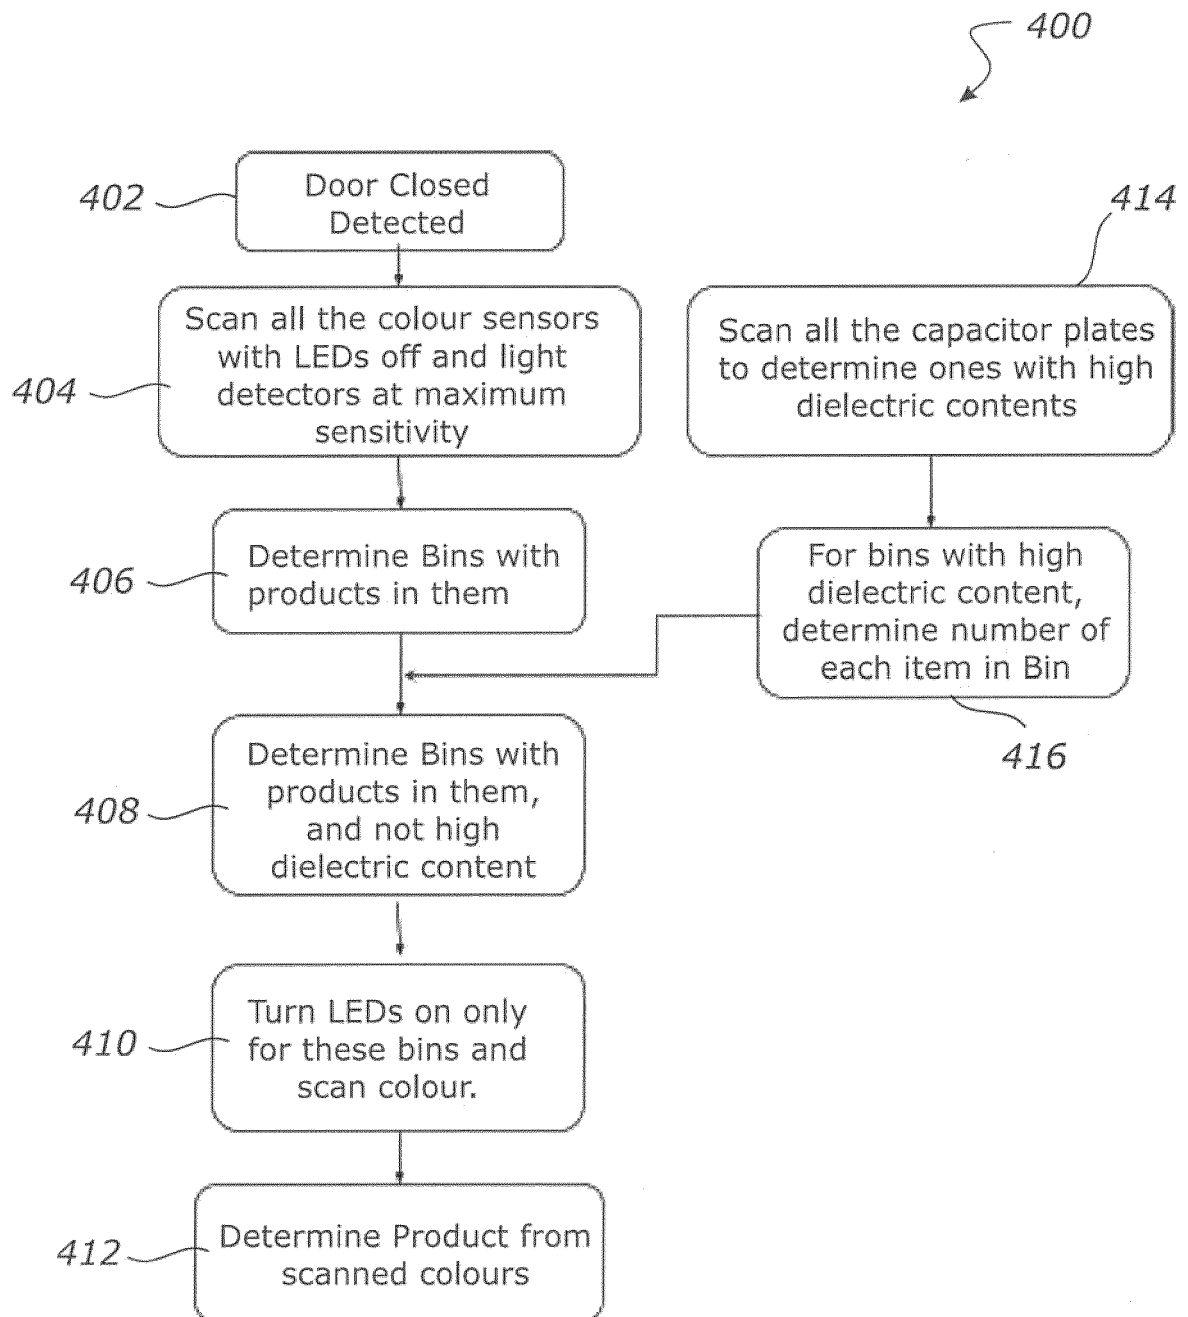 400
402
Door Closed
Detected
404
Scan all the colour sensors
with LEDs off and light
detectors at maximum
sensitivity
414
Scan all the capacitor plates
to determine ones with high
dielectric contents
406
Determine Bins with
products in them
For bins with high
dielectric content,
determine number of
each item in Bin
416
408
Determine Bins with
products in them,
and not high
dielectric content
410
Turn LEDs on only
for these bins and
scan colour.
412
Determine Product from
scanned colours